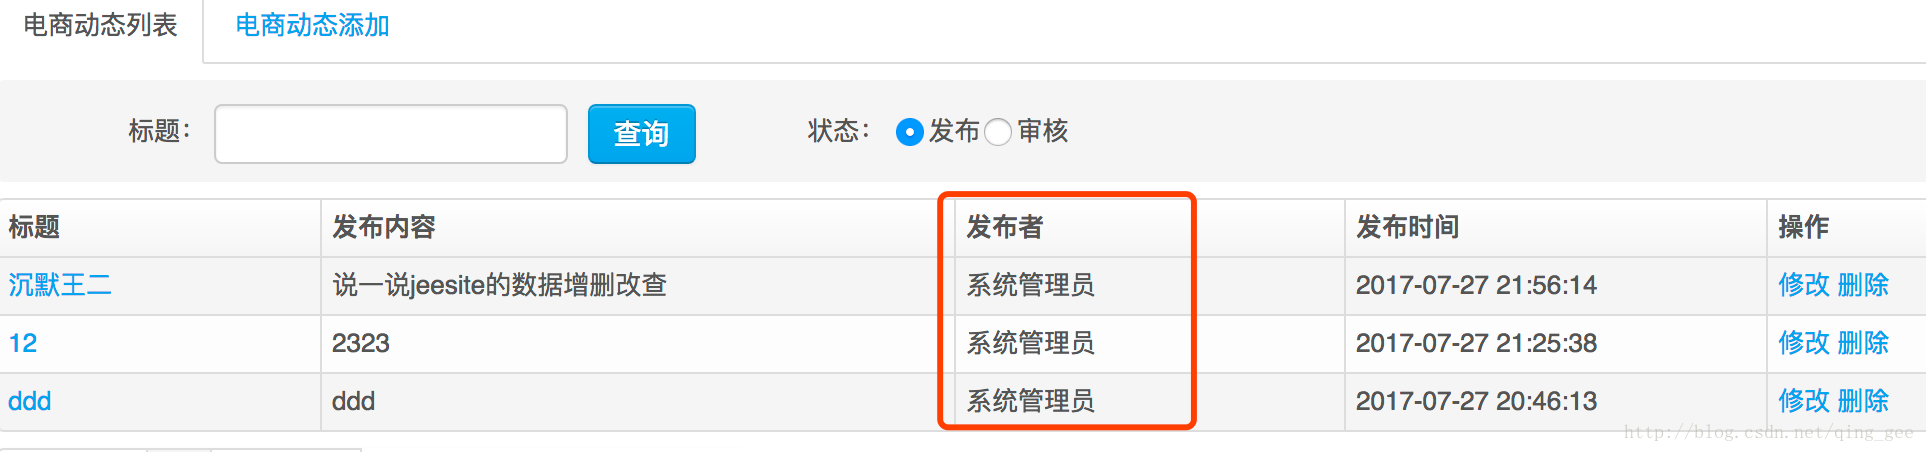 电商动态列表 电商动态添加
标题： 查询 状态： 发布 审核
标题 发布内容 发布者 发布时间 操作
沉默王二 说一说jeesite的数据增删改查 系统管理员 2017-07-27 21:56:14 修改 删除
12 2323 系统管理员 2017-07-27 21:25:38 修改 删除
ddd ddd 系统管理员 2017-07-27 20:46:13 修改 删除
http://blog.csdn.net/qing_gee